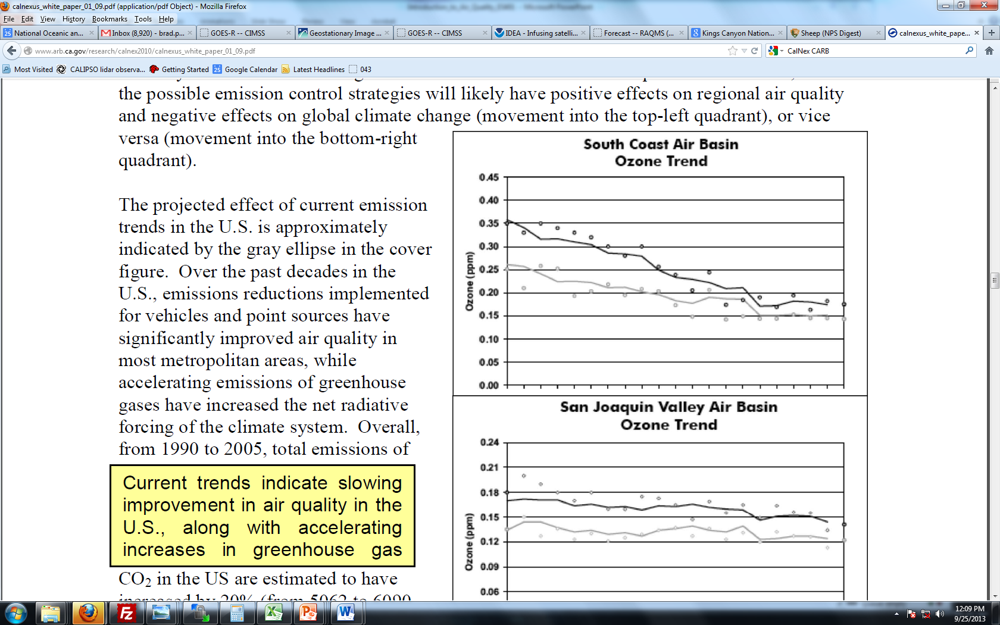 calnexus_white_paper_01_09.pdf (application/pdf Object) - Mozilla Firefox
File Edit View History Bookmarks Tools Help
National Oceanic an... Inbox (8,920) - brad.p... GOES-R -- CIMSS Geostationary Image ... GOES-R -- CIMSS IDEA - Infusing satelli... Forecast -- RAQMS (... Kings Canyon Nation... Sheep (NPS Digest) calnexus_white_pape...
www.arb.ca.gov/research/calnex2010/calnexus_white_paper_01_09.pdf CalNex CARB
Most Visited CALIPSO lidar observa... Getting Started Google Calendar Latest Headlines 043
the possible emission control strategies will likely have positive effects on regional air quality
and negative effects on global climate change (movement into the top-left quadrant), or vice
versa (movement into the bottom-right
quadrant).
The projected effect of current emission
trends in the U.S. is approximately
indicated by the gray ellipse in the cover
figure. Over the past decades in the
U.S., emissions reductions implemented
for vehicles and point sources have
significantly improved air quality in
most metropolitan areas, while
accelerating emissions of greenhouse
gases have increased the net radiative
forcing of the climate system. Overall,
from 1990 to 2005, total emissions of
Current trends indicate slowing
improvement in air quality in the
U.S., along with accelerating
increases in greenhouse gas
CO2 in the US are estimated to have
increased by 20% (from 5062 to 6090
South Coast Air Basin
Ozone Trend
Ozone (ppm)
0.45
0.40
0.35
0.30
0.25
0.20
0.15
0.10
0.05
0.00
San Joaquin Valley Air Basin
Ozone Trend
Ozone (ppm)
0.24
0.21
0.18
0.15
0.12
0.09
0.06
12:09 PM
9/25/2013